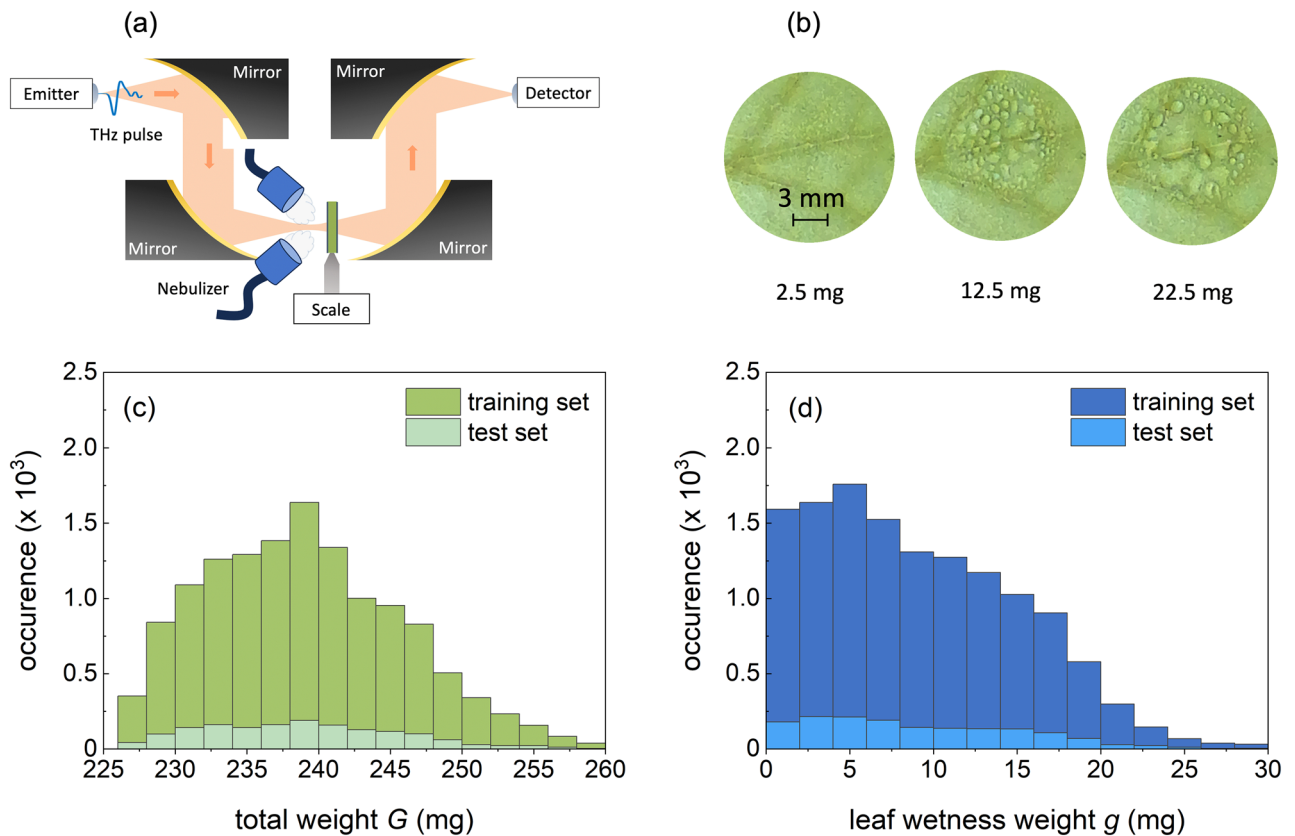 (a)
Emitter
THz pulse
Mirror
Mirror
Detector
Mirror
Mirror
Nebulizer
Scale
(b)
3 mm
2.5 mg
12.5 mg
22.5 mg
(c)
training set
test set
occurence (x 10³)
2.5
2.0
1.5
1.0
0.5
0
225
230
235
240
245
250
255
260
total weight G (mg)
(d)
training set
test set
occurence (x 10³)
2.5
2.0
1.5
1.0
0.5
0
0
5
10
15
20
25
30
leaf wetness weight g (mg)